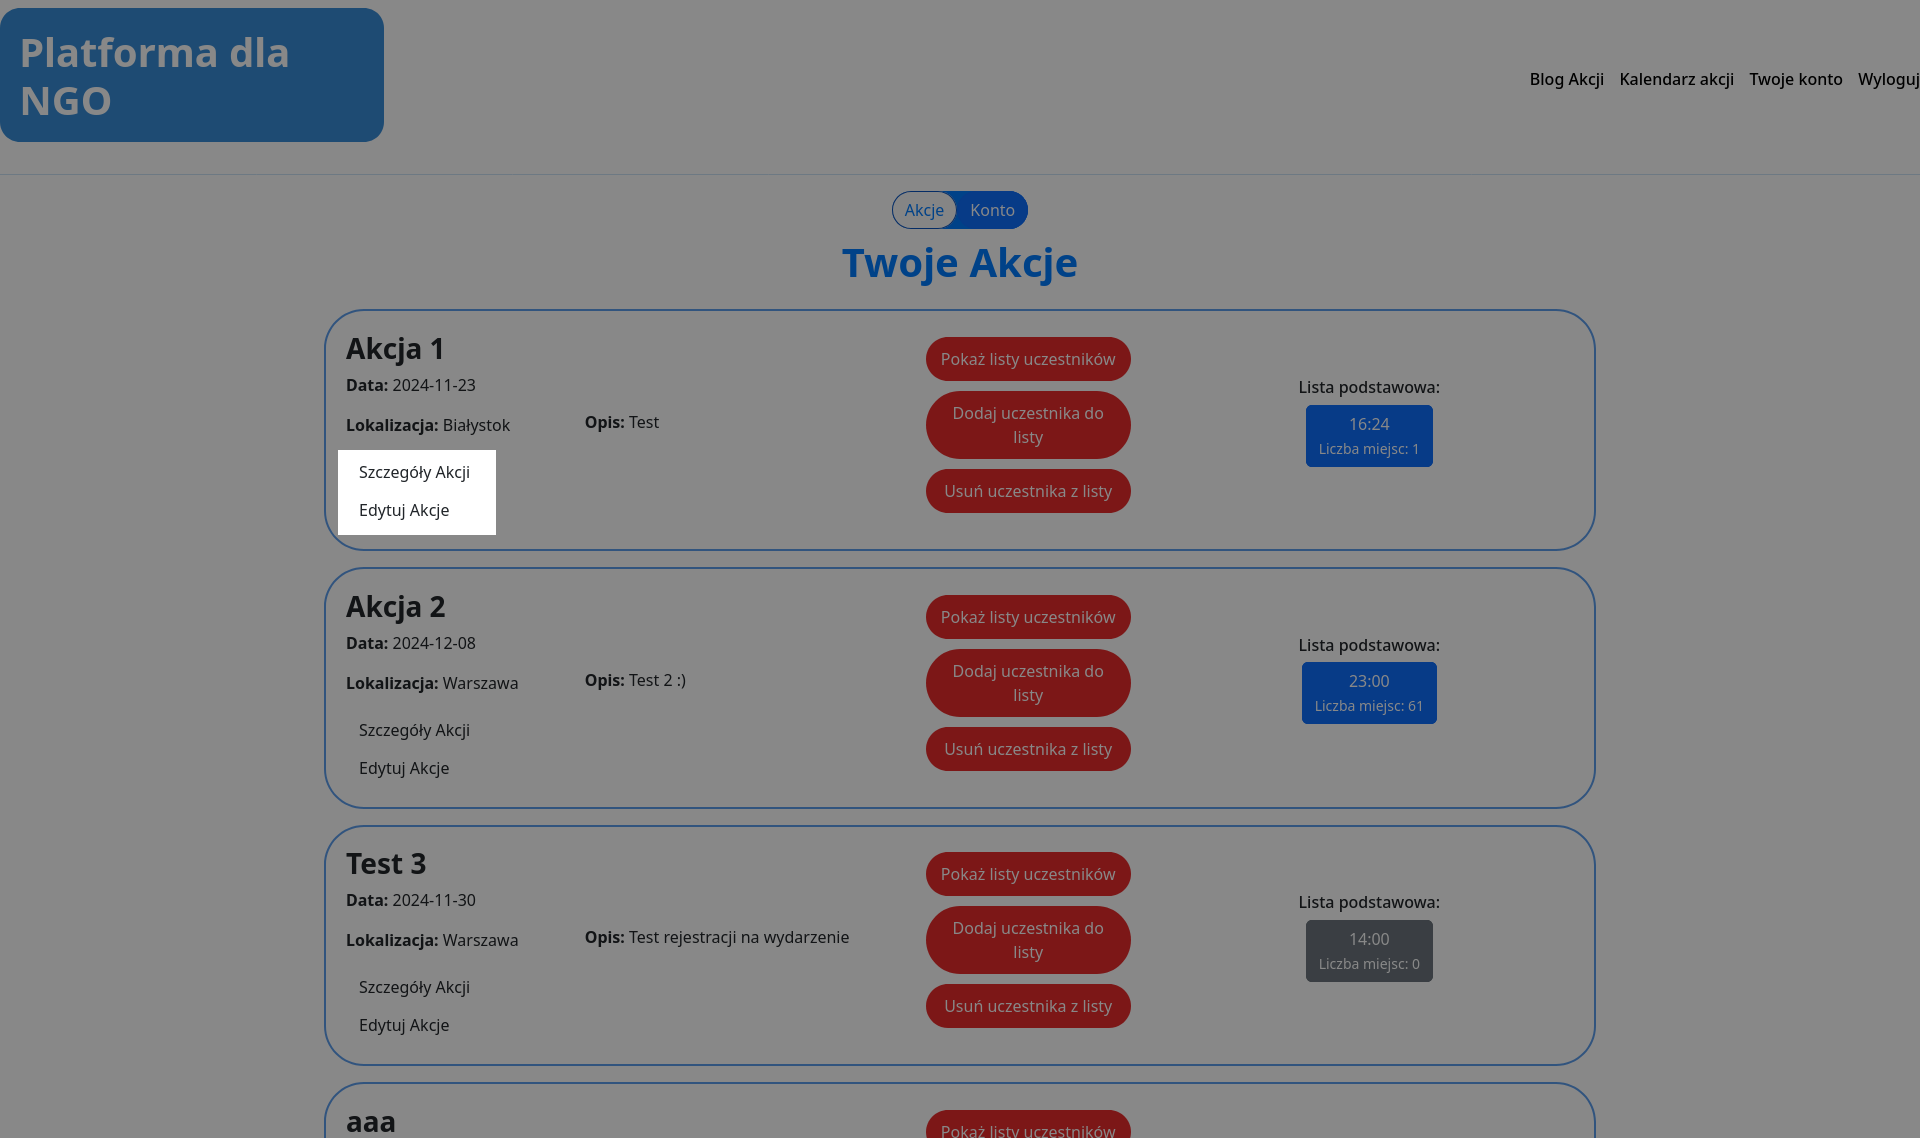 Platforma dla
NGO
Blog Akcji
Kalendarz akcji
Twoje konto
Wyloguj
Akcje
Konto
Twoje Akcje
Akcja 1
Data: 2024-11-23
Lokalizacja: Białystok
Szczegóły Akcji
Edytuj Akcje
Opis: Test
Pokaż listy uczestników
Dodaj uczestnika do
listy
Usuń uczestnika z listy
Lista podstawowa:
16:24
Liczba miejsc: 1
Akcja 2
Data: 2024-12-08
Lokalizacja: Warszawa
Szczegóły Akcji
Edytuj Akcje
Opis: Test 2 :)
Pokaż listy uczestników
Dodaj uczestnika do
listy
Usuń uczestnika z listy
Lista podstawowa:
23:00
Liczba miejsc: 61
Test 3
Data: 2024-11-30
Lokalizacja: Warszawa
Szczegóły Akcji
Edytuj Akcje
Opis: Test rejestracji na wydarzenie
Pokaż listy uczestników
Dodaj uczestnika do
listy
Usuń uczestnika z listy
Lista podstawowa:
14:00
Liczba miejsc: 0
aaa
Pokaż listy uczestników